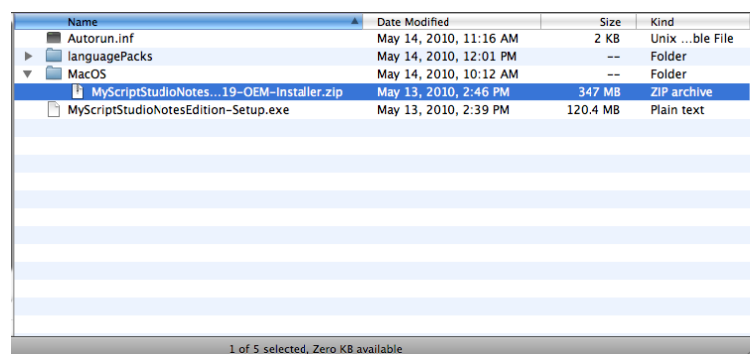 Name Date Modified Size Kind
Autorun.inf May 14, 2010, 11:16 AM 2 KB Unix ...ble File
languagePacks May 14, 2010, 12:01 PM -- Folder
MacOS May 14, 2010, 10:12 AM -- Folder
MyScriptStudioNotes...19-OEM-Installer.zip May 13, 2010, 2:46 PM 347 MB ZIP archive
MyScriptStudioNotesEdition-Setup.exe May 13, 2010, 2:39 PM 120.4 MB Plain text
1 of 5 selected, Zero KB available